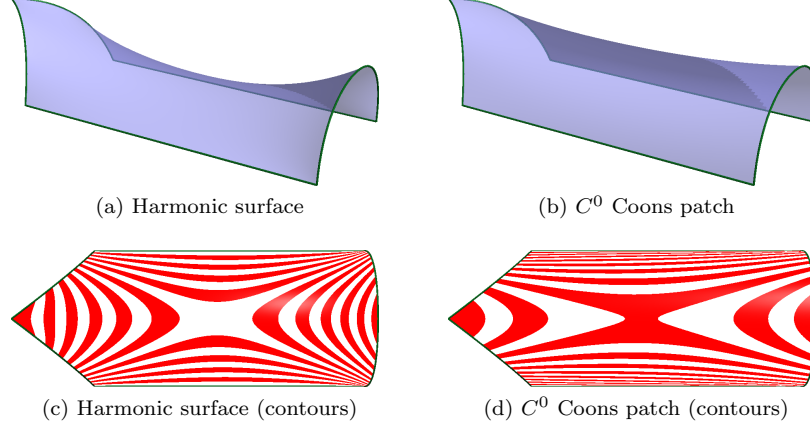 (a) Harmonic surface
(b) C⁰ Coons patch
(c) Harmonic surface (contours)
(d) C⁰ Coons patch (contours)